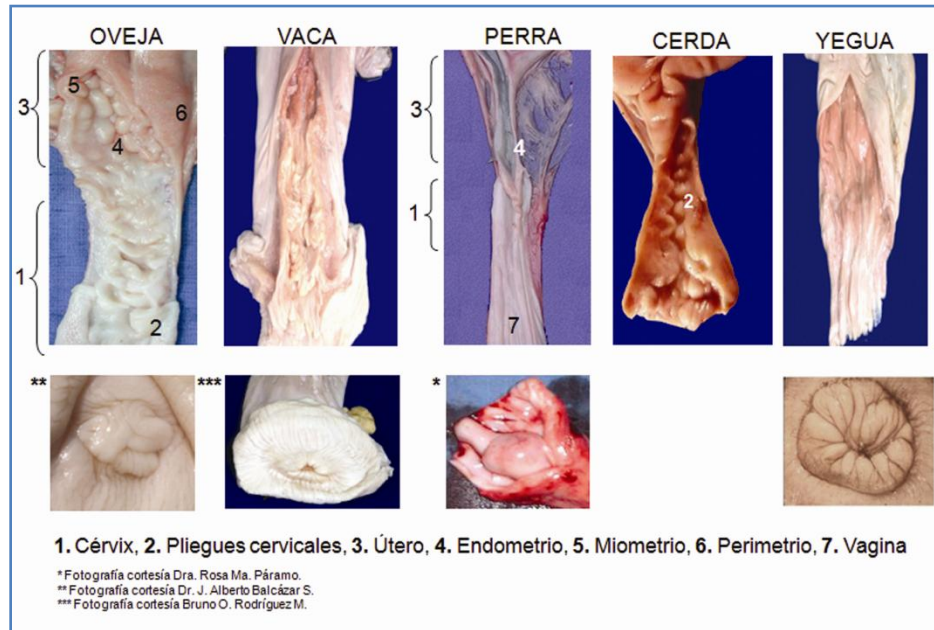 OVEJA VACA PERRA CERDA YEGUA
5
3 6 3
4 4
1 2
1
2 7
** *** *
1. Cérvix, 2. Pliegues cervicales, 3. Útero, 4. Endometrio, 5. Miometrio, 6. Perimetrio, 7. Vagina
* Fotografía cortesía Dra. Rosa Ma. Páramo.
** Fotografía cortesía Dr. J. Alberto Balcázar S.
*** Fotografía cortesía Bruno O. Rodríguez M.